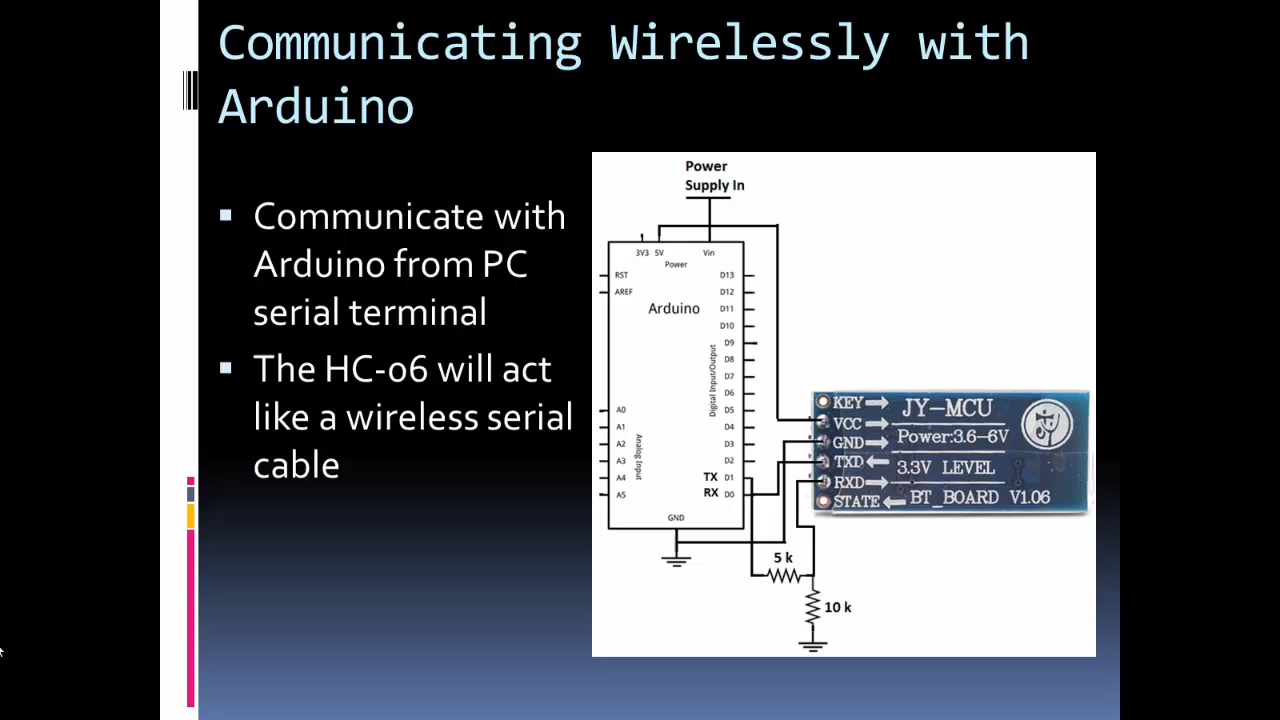 Communicating Wirelessly with
Arduino
Communicate with
Arduino from PC
serial terminal
The HC-06 will act
like a wireless serial
cable
Power
Supply In
3V3 5V Vin
Power
RST
AREF
Arduino
D13
D12
D11
D10
D9
D8
D7
D6
D5
D4
D3
D2
TX D1
RX D0
Digital Input/Output
A0
A1
A2
A3
A4
A5
Analog Input
GND
5 k
10 k
KEY
VCC
GND
TXD
RXD
STATE
JY-MCU
Power:3.6-6V
3.3V LEVEL
BT_BOARD V1.06